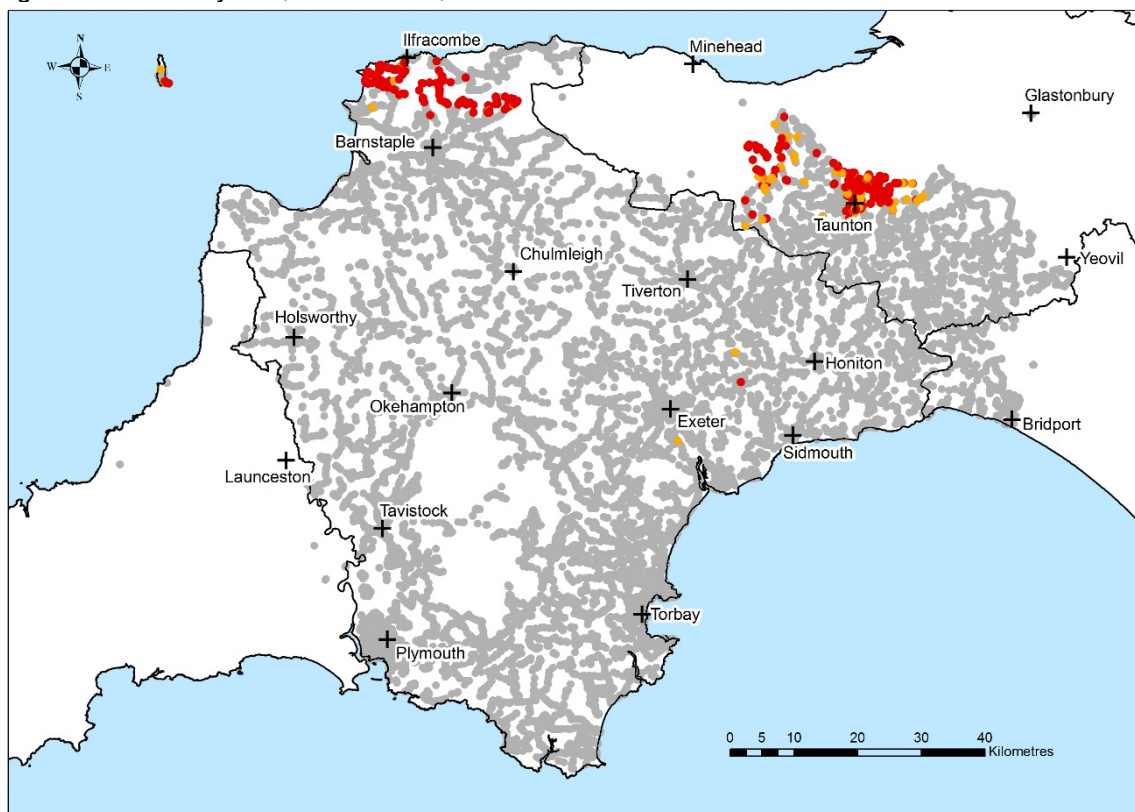 N
W E
S
Ilfracombe
Minehead
Glastonbury
Barnstaple
Taunton
Chulmleigh
Tiverton
Yeovil
Holsworthy
Honiton
Okehampton
Exeter
Bridport
Sidmouth
Launceston
Tavistock
Torbay
Plymouth
0 5 10 20 30 40
Kilometres